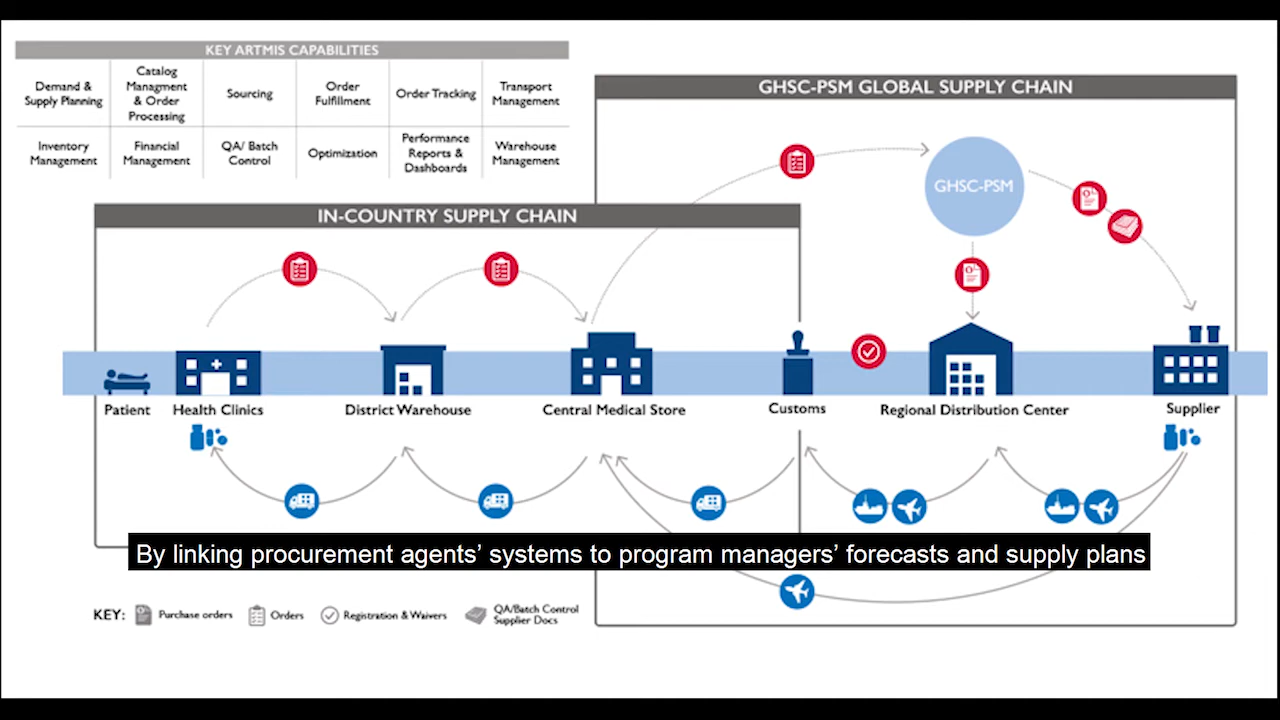 KEY ARTMIS CAPABILITIES
Demand &
Supply Planning
Catalog
Managment
& Order
Processing
Sourcing
Order
Fulfillment
Order Tracking
Transport
Management
Inventory
Management
Financial
Management
QA/ Batch
Control
Optimization
Performance
Reports &
Dashboards
Warehouse
Management
GHSC-PSM GLOBAL SUPPLY CHAIN
GHSC-PSM
IN-COUNTRY SUPPLY CHAIN
Patient
Health Clinics
District Warehouse
Central Medical Store
Customs
Regional Distribution Center
Supplier
By linking procurement agents’ systems to program managers’ forecasts and supply plans
KEY:
Purchase orders
Orders
Registration & Waivers
QA/Batch Control
Supplier Docs